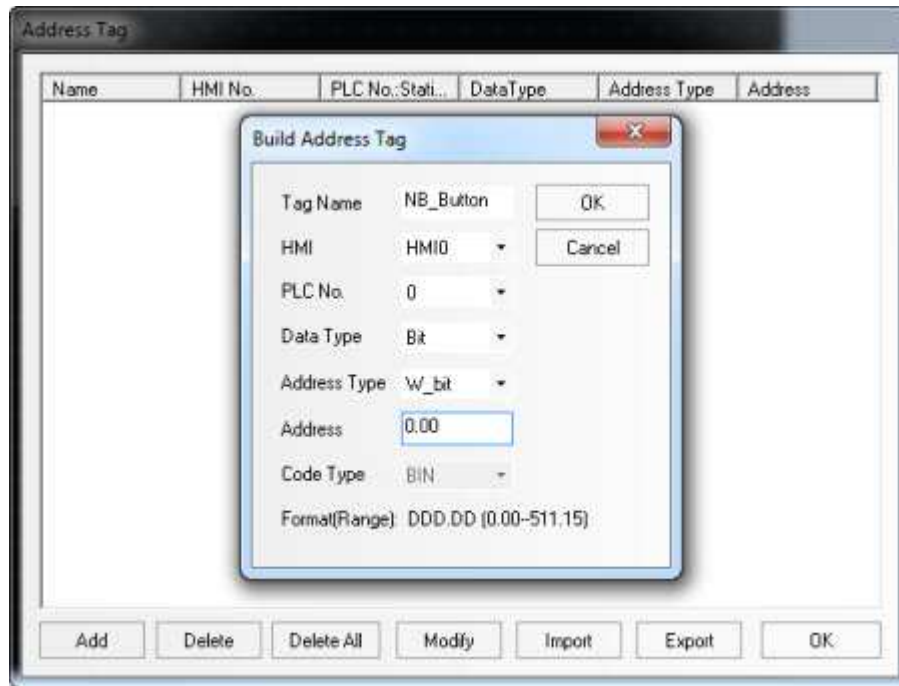 Address Tag
Name HMI No. PLC No.:Stati... DataType Address Type Address
Build Address Tag
Tag Name NB_Button OK
HMI HMI0 Cancel
PLC No. 0
Data Type Bit
Address Type W_bit
Address 0.00
Code Type BIN
Format(Range) DDD.DD (0.00--511.15)
Add Delete Delete All Modify Import Export OK